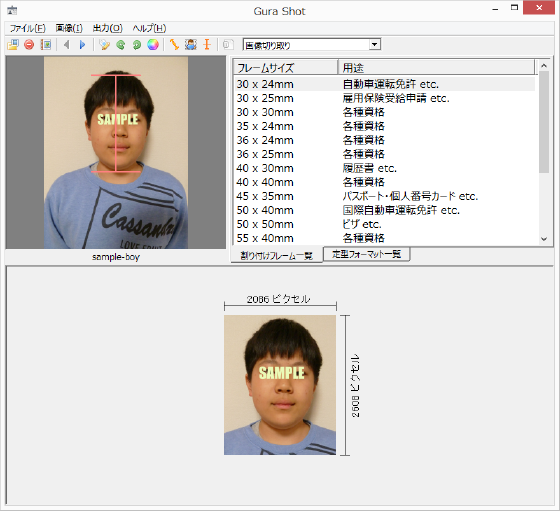 Gura Shot
ファイル(F) 画像(I) 出力(O) ヘルプ(H)
画像切り取り
SAMPLE
Cassandra
LOVE
sample-boy
フレームサイズ 用途
30 x 24mm 自動車運転免許 etc.
30 x 25mm 雇用保険受給申請 etc.
30 x 30mm 各種資格
35 x 24mm 各種資格
36 x 24mm 各種資格
36 x 25mm 各種資格
40 x 30mm 履歴書 etc.
40 x 40mm 各種資格
45 x 35mm パスポート・個人番号カード etc.
50 x 40mm 国際自動車運転免許 etc.
50 x 50mm ビザ etc.
55 x 40mm 各種資格
割り付けフレーム一覧 定型フォーマット一覧
2086 ピクセル
SAMPLE
2608 ピクセル